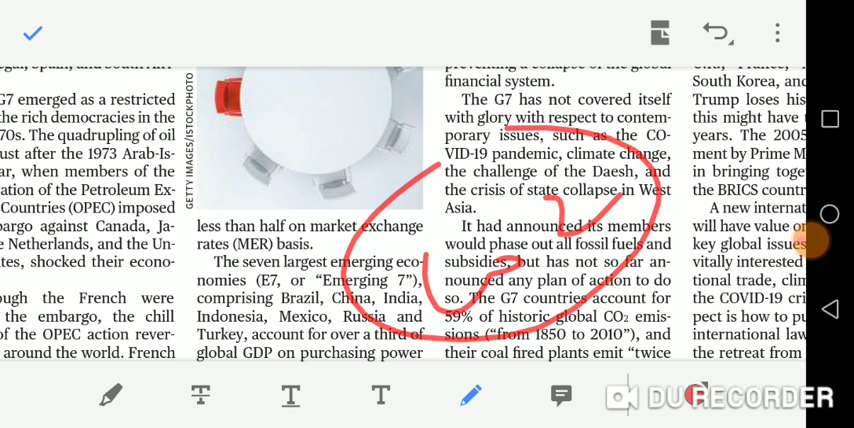 G7 emerged as a restricted
the rich democracies in the
70s. The quadrupling of oil
ust after the 1973 Arab-Is-
ar, when members of the
ation of the Petroleum Ex-
Countries (OPEC) imposed
bargo against Canada, Ja-
e Netherlands, and the Un-
tes, shocked their econo-
ough the French were
the embargo, the chill
of the OPEC action rever-
around the world. French
GETTY IMAGES/ISTOCKPHOTO
less than half on market exchange
rates (MER) basis.
The seven largest emerging eco-
nomies (E7, or “Emerging 7”),
comprising Brazil, China, India,
Indonesia, Mexico, Russia and
Turkey, account for over a third of
global GDP on purchasing power
preventing a collapse of the global
financial system.
The G7 has not covered itself
with glory with respect to contem-
porary issues, such as the CO-
VID-19 pandemic, climate change,
the challenge of the Daesh, and
the crisis of state collapse in West
Asia.
It had announced its members
would phase out all fossil fuels and
subsidies, but has not so far an-
nounced any plan of action to do
so. The G7 countries account for
59% of historic global CO₂ emis-
sions (“from 1850 to 2010”), and
their coal fired plants emit “twice
South Korea, and
Trump loses his
this might have
years. The 2005
ment by Prime M
in bringing toge
the BRICS countr
A new internat
will have value o
key global issues
vitally interested
tional trade, clim
the COVID-19 cri
pect is how to pu
international law
the retreat from
T
T
T
DU RECORDER